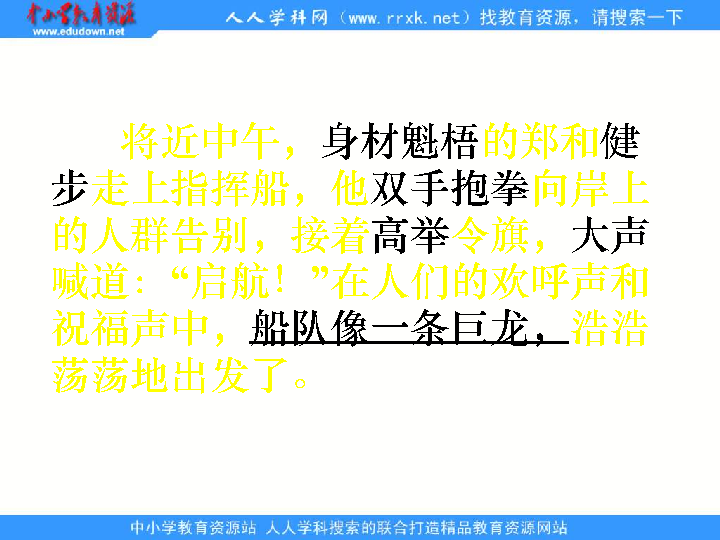 中小学教育资源
www.edudown.net
人人学科网（www.rrxk.net）找教育资源，请搜索一下
将近中午，身材魁梧的郑和健
步走上指挥船，他双手抱拳向岸上
的人群告别，接着高举令旗，大声
喊道：“启航！”在人们的欢呼声和
祝福声中，船队像一条巨龙，浩浩
荡荡地出发了。
中小学教育资源站 人人学科搜索的联合打造精品教育资源网站